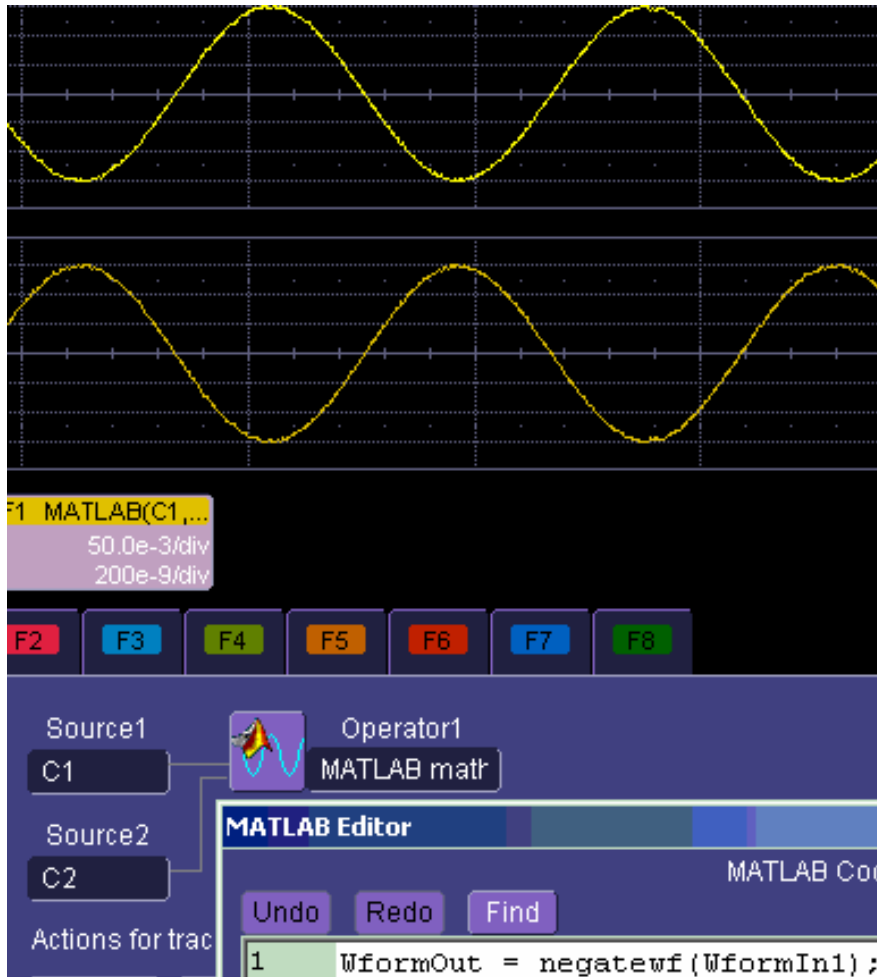 F1 MATLAB(C1,...
50.0e-3/div
200e-9/div
F2 F3 F4 F5 F6 F7 F8
Source1
Operator1
C1
MATLAB math
Source2
C2
MATLAB Editor
MATLAB Cod
Undo Redo Find
Actions for trac
1 WformOut = negatewf(WformIn1);